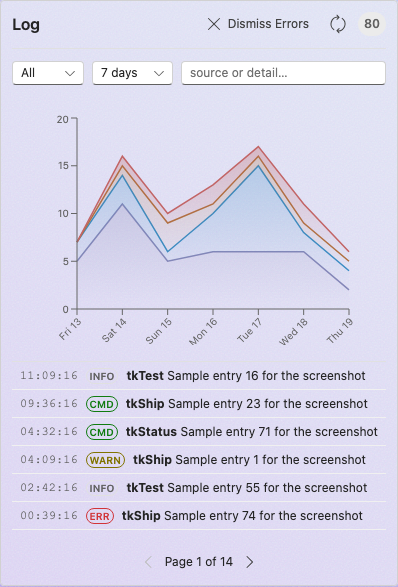 Log
Dismiss Errors
80
All
7 days
source or detail...
20
15
10
5
0
Fri 13
Sat 14
Sun 15
Mon 16
Tue 17
Wed 18
Thu 19
11:09:16 INFO tkTest Sample entry 16 for the screenshot
09:36:16 CMD tkShip Sample entry 23 for the screenshot
04:32:16 CMD tkStatus Sample entry 71 for the screenshot
04:09:16 WARN tkShip Sample entry 1 for the screenshot
02:42:16 INFO tkTest Sample entry 55 for the screenshot
00:39:16 ERR tkShip Sample entry 74 for the screenshot
Page 1 of 14